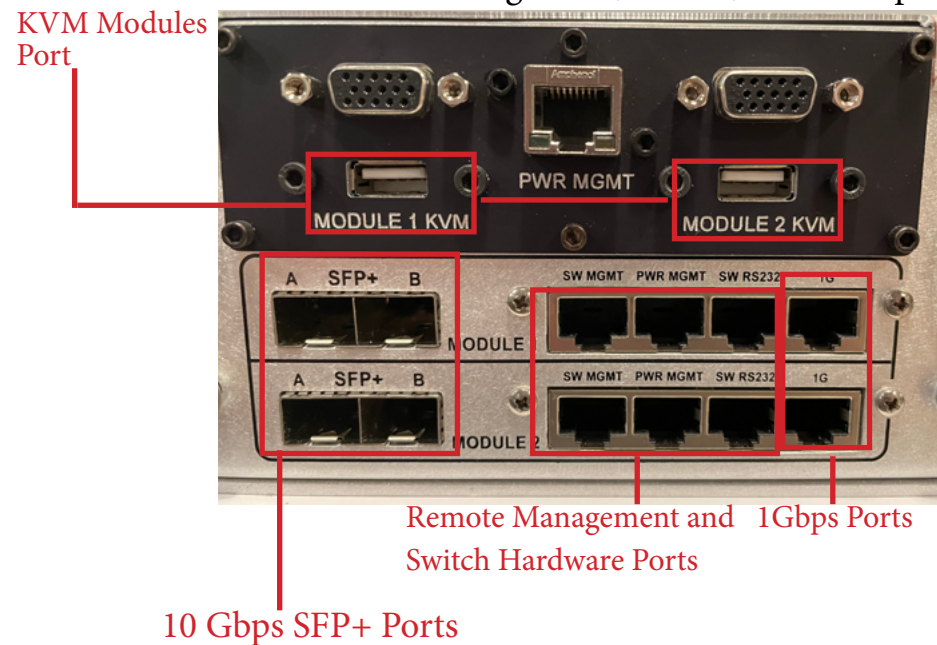 KVM Modules
Port
PWR MGMT
MODULE 1 KVM
MODULE 2 KVM
A SFP+ B
SW MGMT PWR MGMT SW RS232 1G
MODULE
A SFP+ B
SW MGMT PWR MGMT SW RS232 1G
MODULE 2
Remote Management and
Switch Hardware Ports
1Gbps Ports
10 Gbps SFP+ Ports